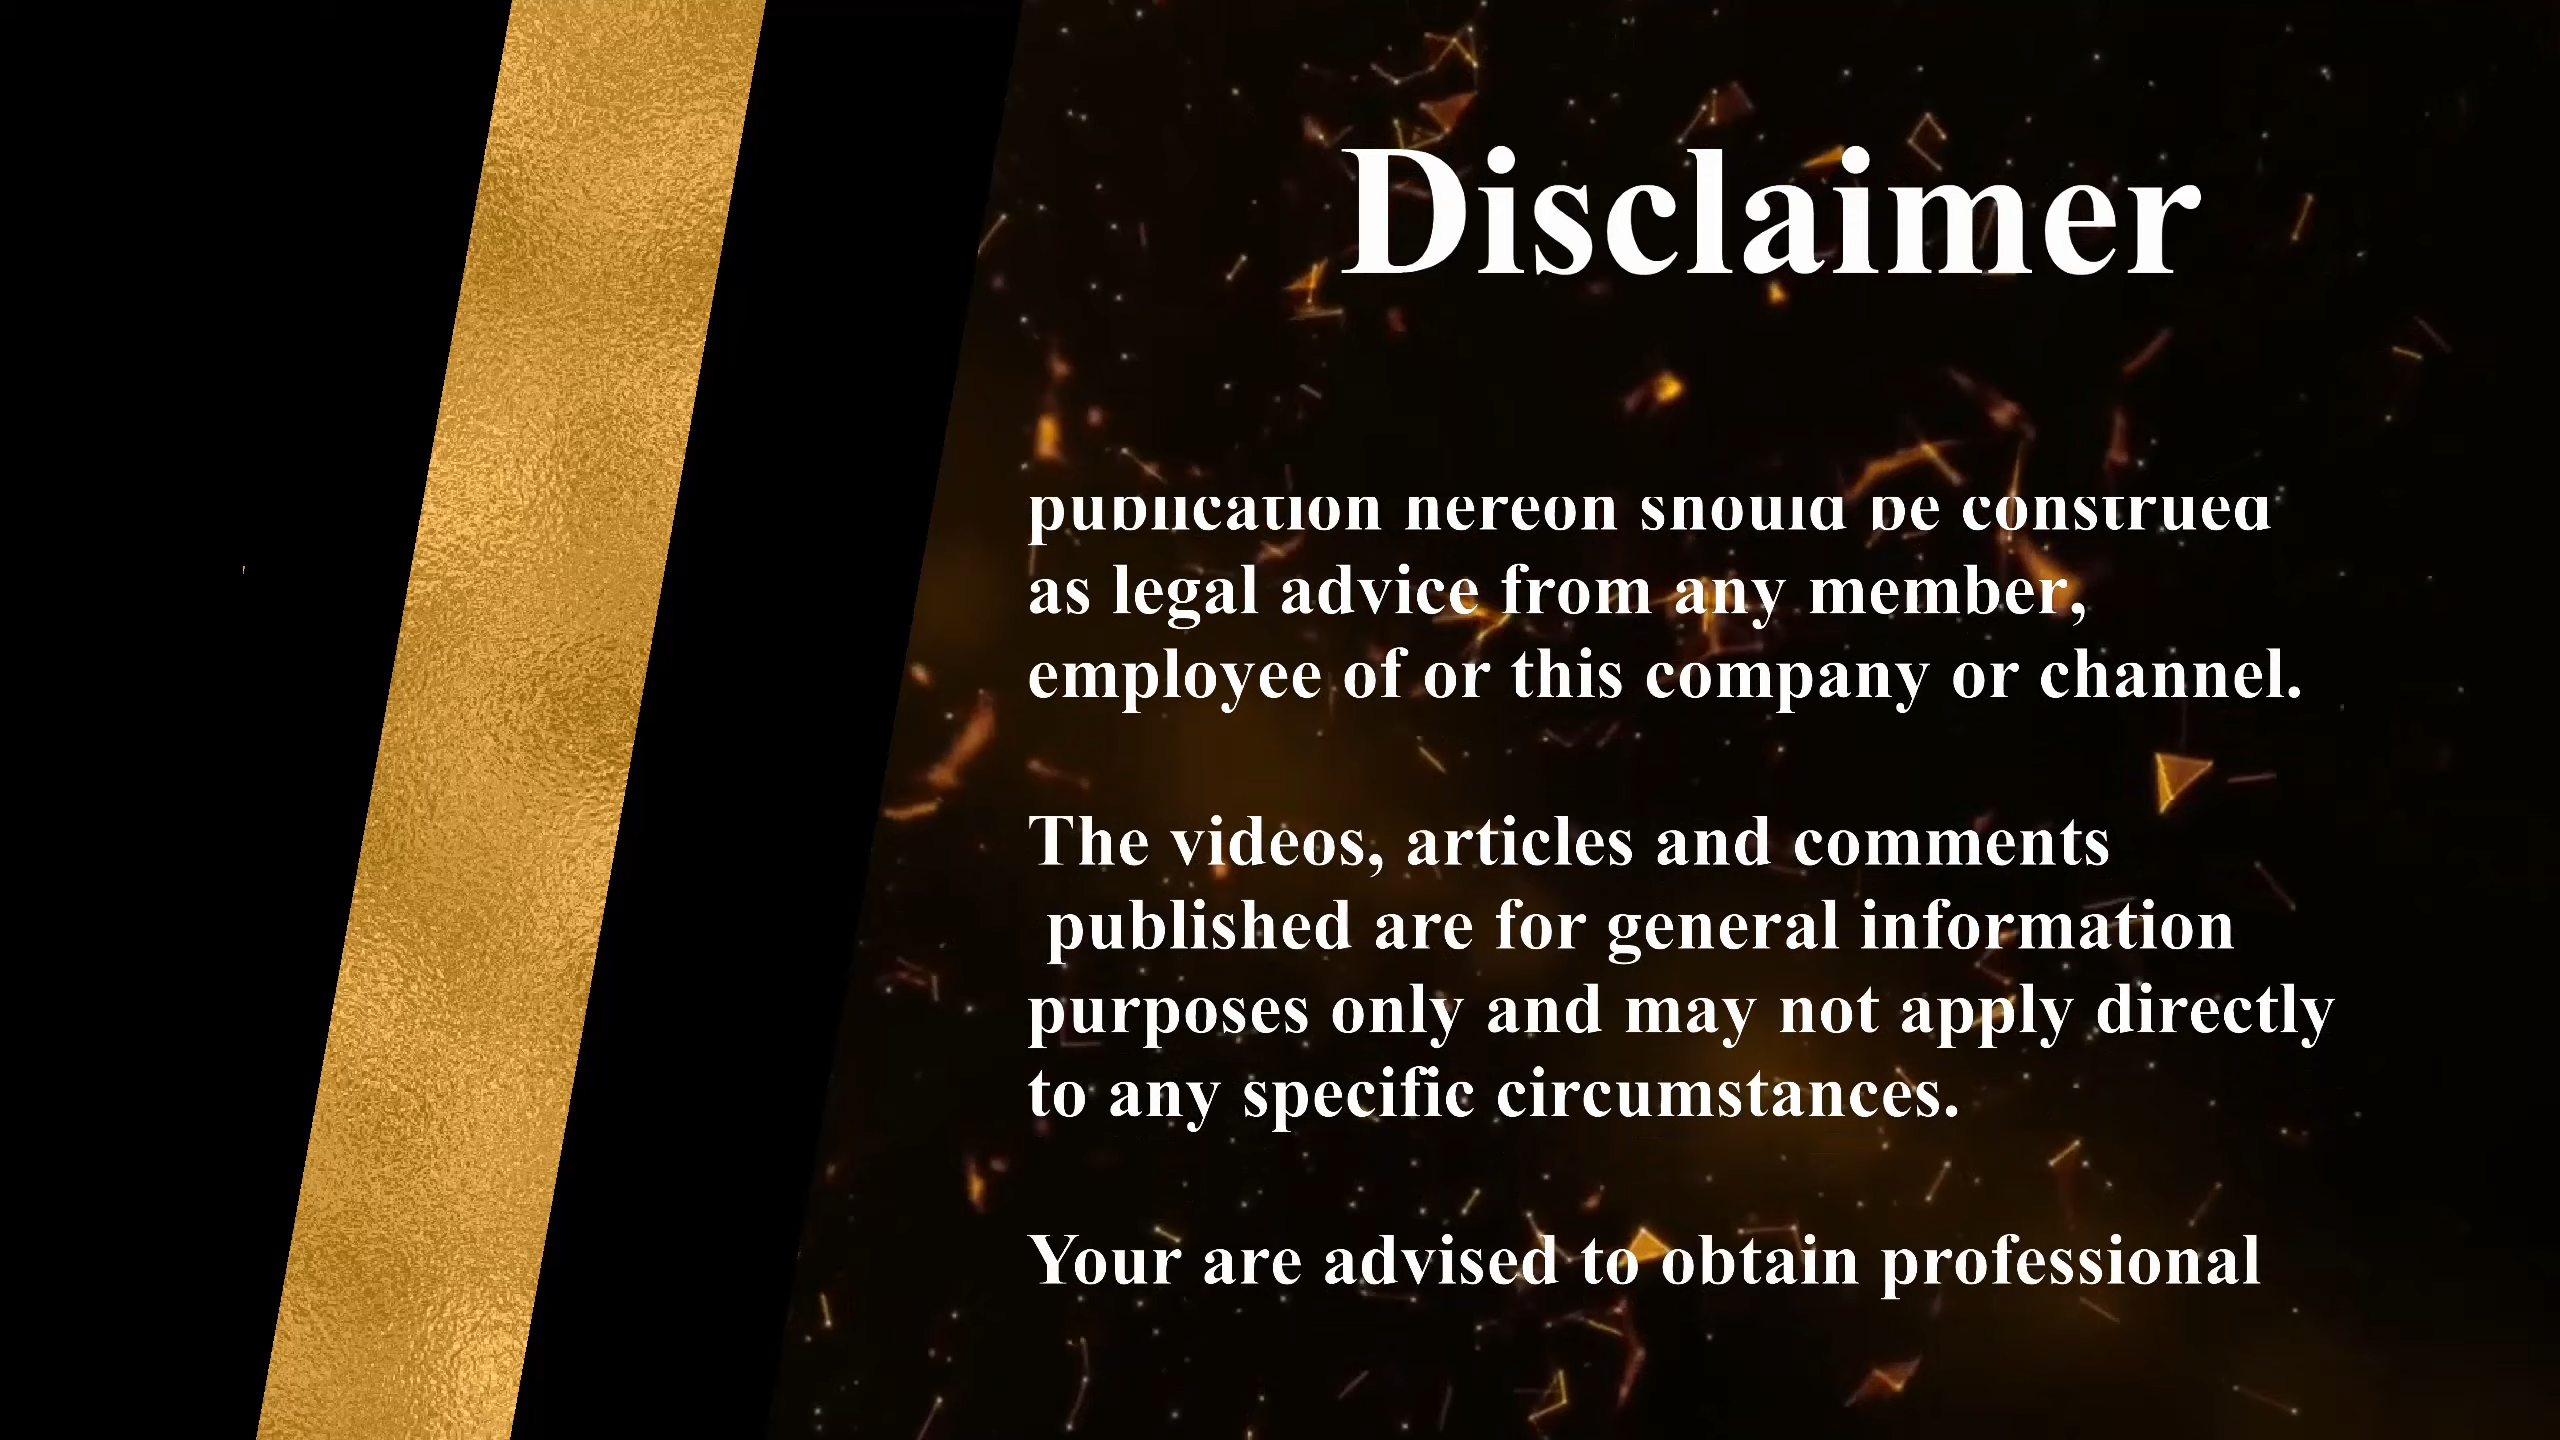 Disclaimer
publication hereon should be construed
as legal advice from any member,
employee of or this company or channel.
The videos, articles and comments
published are for general information
purposes only and may not apply directly
to any specific circumstances.
Your are advised to obtain professional